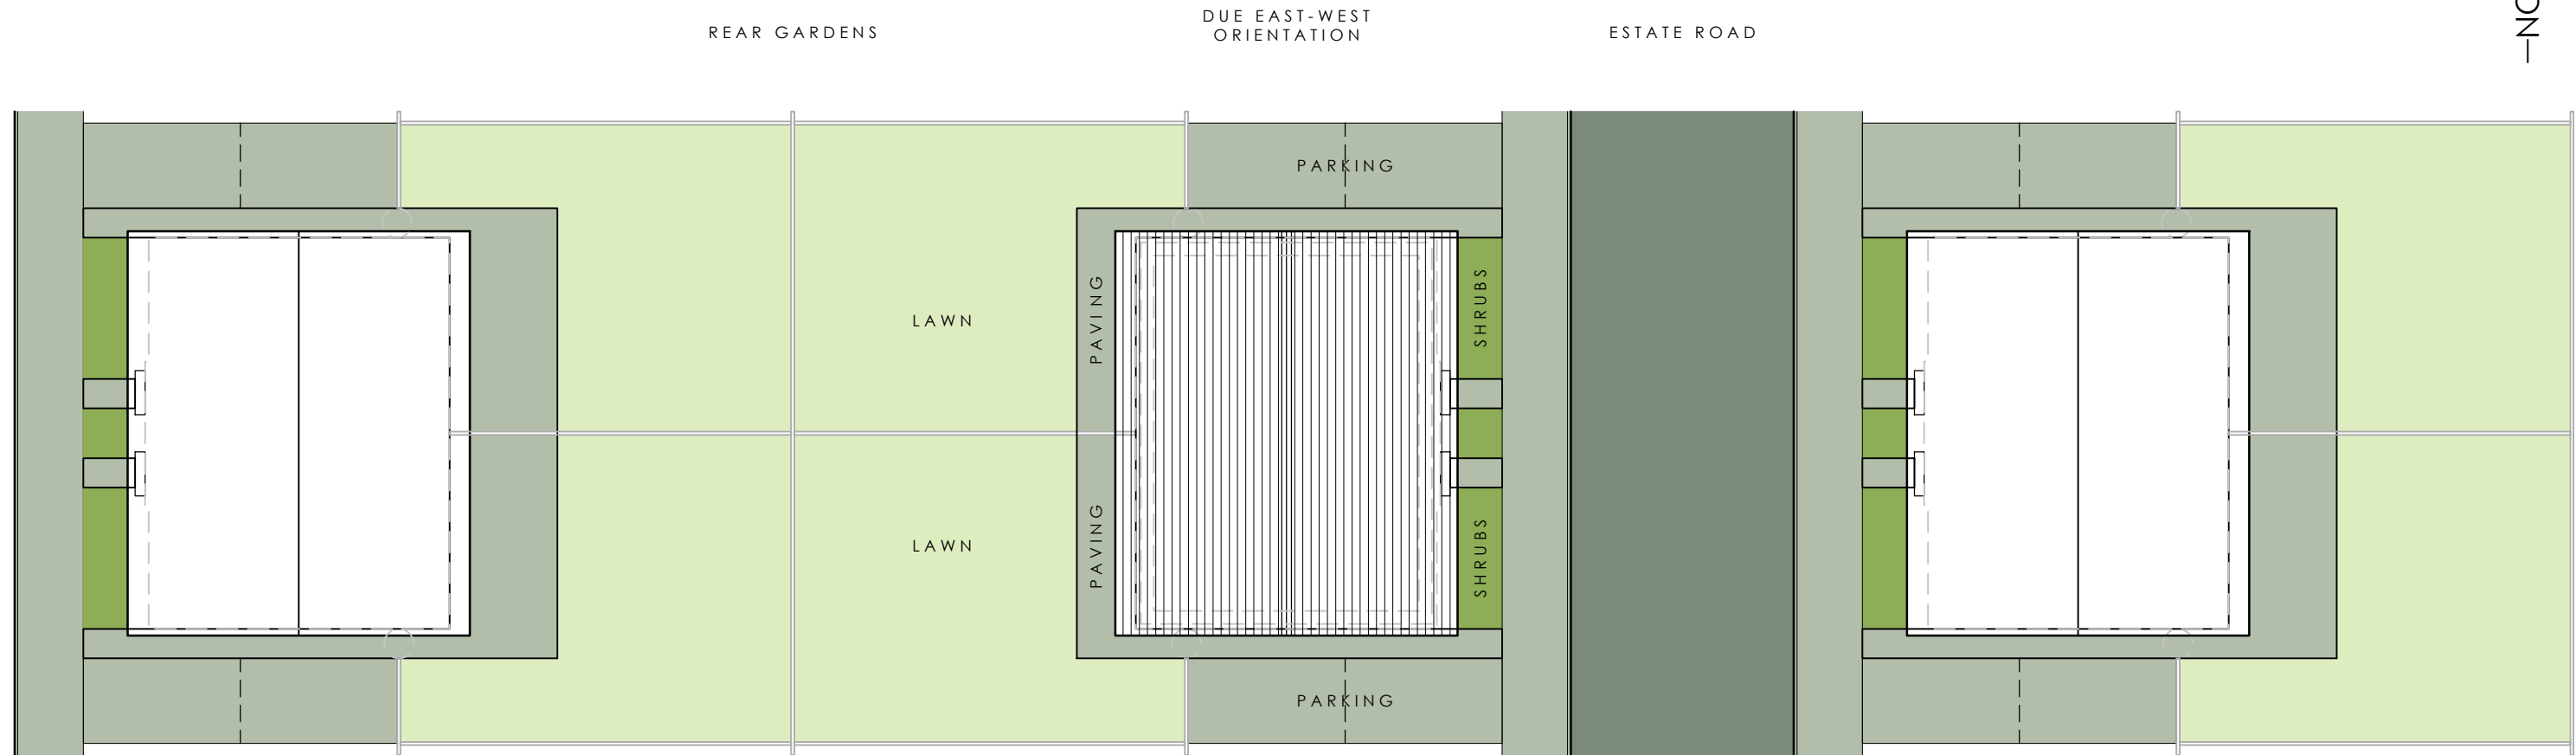 REAR GARDENS
DUE EAST-WEST
ORIENTATION
ESTATE ROAD
PARKING
PAVING
SHRUBS
LAWN
LAWN
PAVING
SHRUBS
PARKING